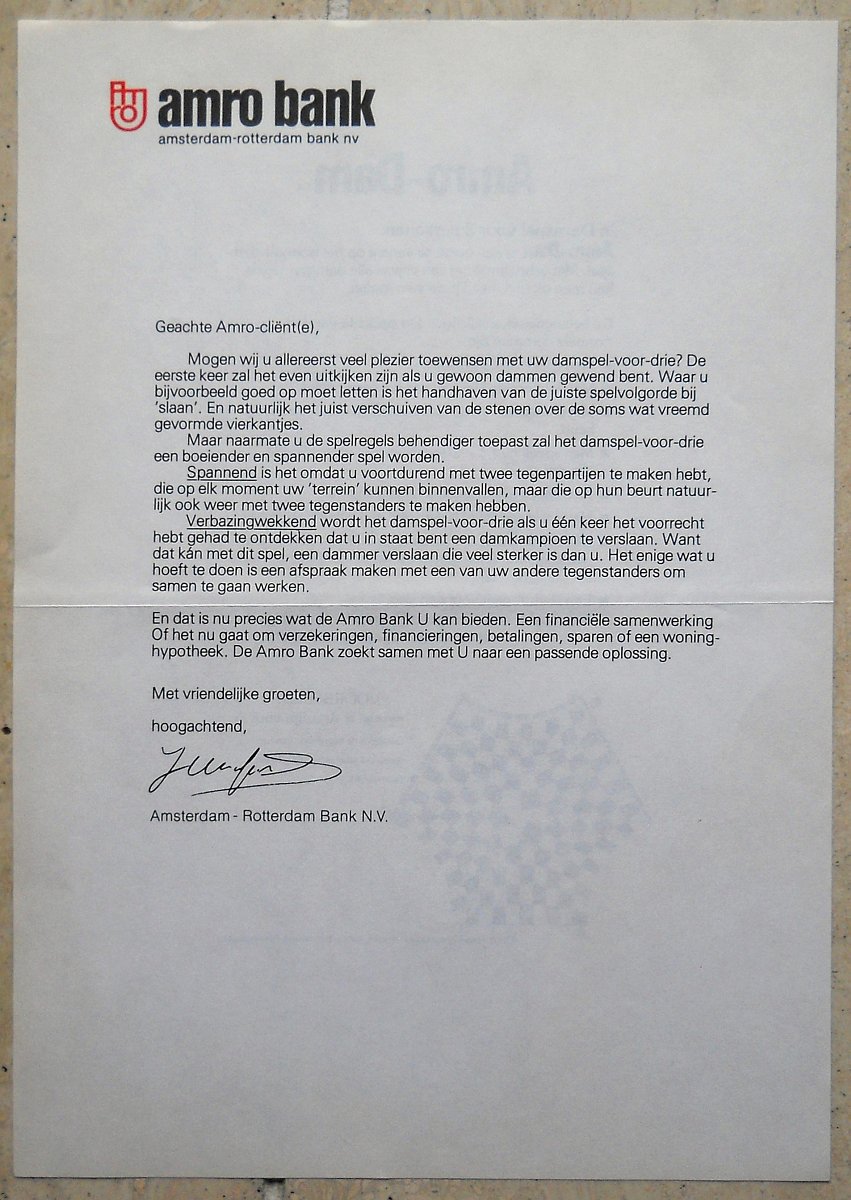 amro bank
amsterdam-rotterdam bank nv
Amro-Dam
Geachte Amro-cliënt(e),
Mogen wij u allereerst veel plezier toewensen met uw damspel-voor-drie? De
eerste keer zal het even uitkijken zijn als u gewoon dammen gewend bent. Waar u
bijvoorbeeld goed op moet letten is het handhaven van de juiste spelvolgorde bij
'slaan'. En natuurlijk het juist verschuiven van de stenen over de soms wat vreemd
gevormde vierkantjes.
Maar naarmate u de spelregels behendiger toepast zal het damspel-voor-drie
een boeiender en spannender spel worden.
Spannend is het omdat u voortdurend met twee tegenpartijen te maken hebt,
die op elk moment uw 'terrein' kunnen binnenvallen, maar die op hun beurt natuur-
lijk ook weer met twee tegenstanders te maken hebben.
Verbazingwekkend wordt het damspel-voor-drie als u één keer het voorrecht
hebt gehad te ontdekken dat u in staat bent een damkampioen te verslaan. Want
dat kán met dit spel, een dammer verslaan die veel sterker is dan u. Het enige wat u
hoeft te doen is een afspraak maken met een van uw andere tegenstanders om
samen te gaan werken.
En dat is nu precies wat de Amro Bank U kan bieden. Een financiële samenwerking
Of het nu gaat om verzekeringen, financieringen, betalingen, sparen of een woning-
hypotheek. De Amro Bank zoekt samen met U naar een passende oplossing.
Met vriendelijke groeten,
hoogachtend,
Amsterdam - Rotterdam Bank N.V.